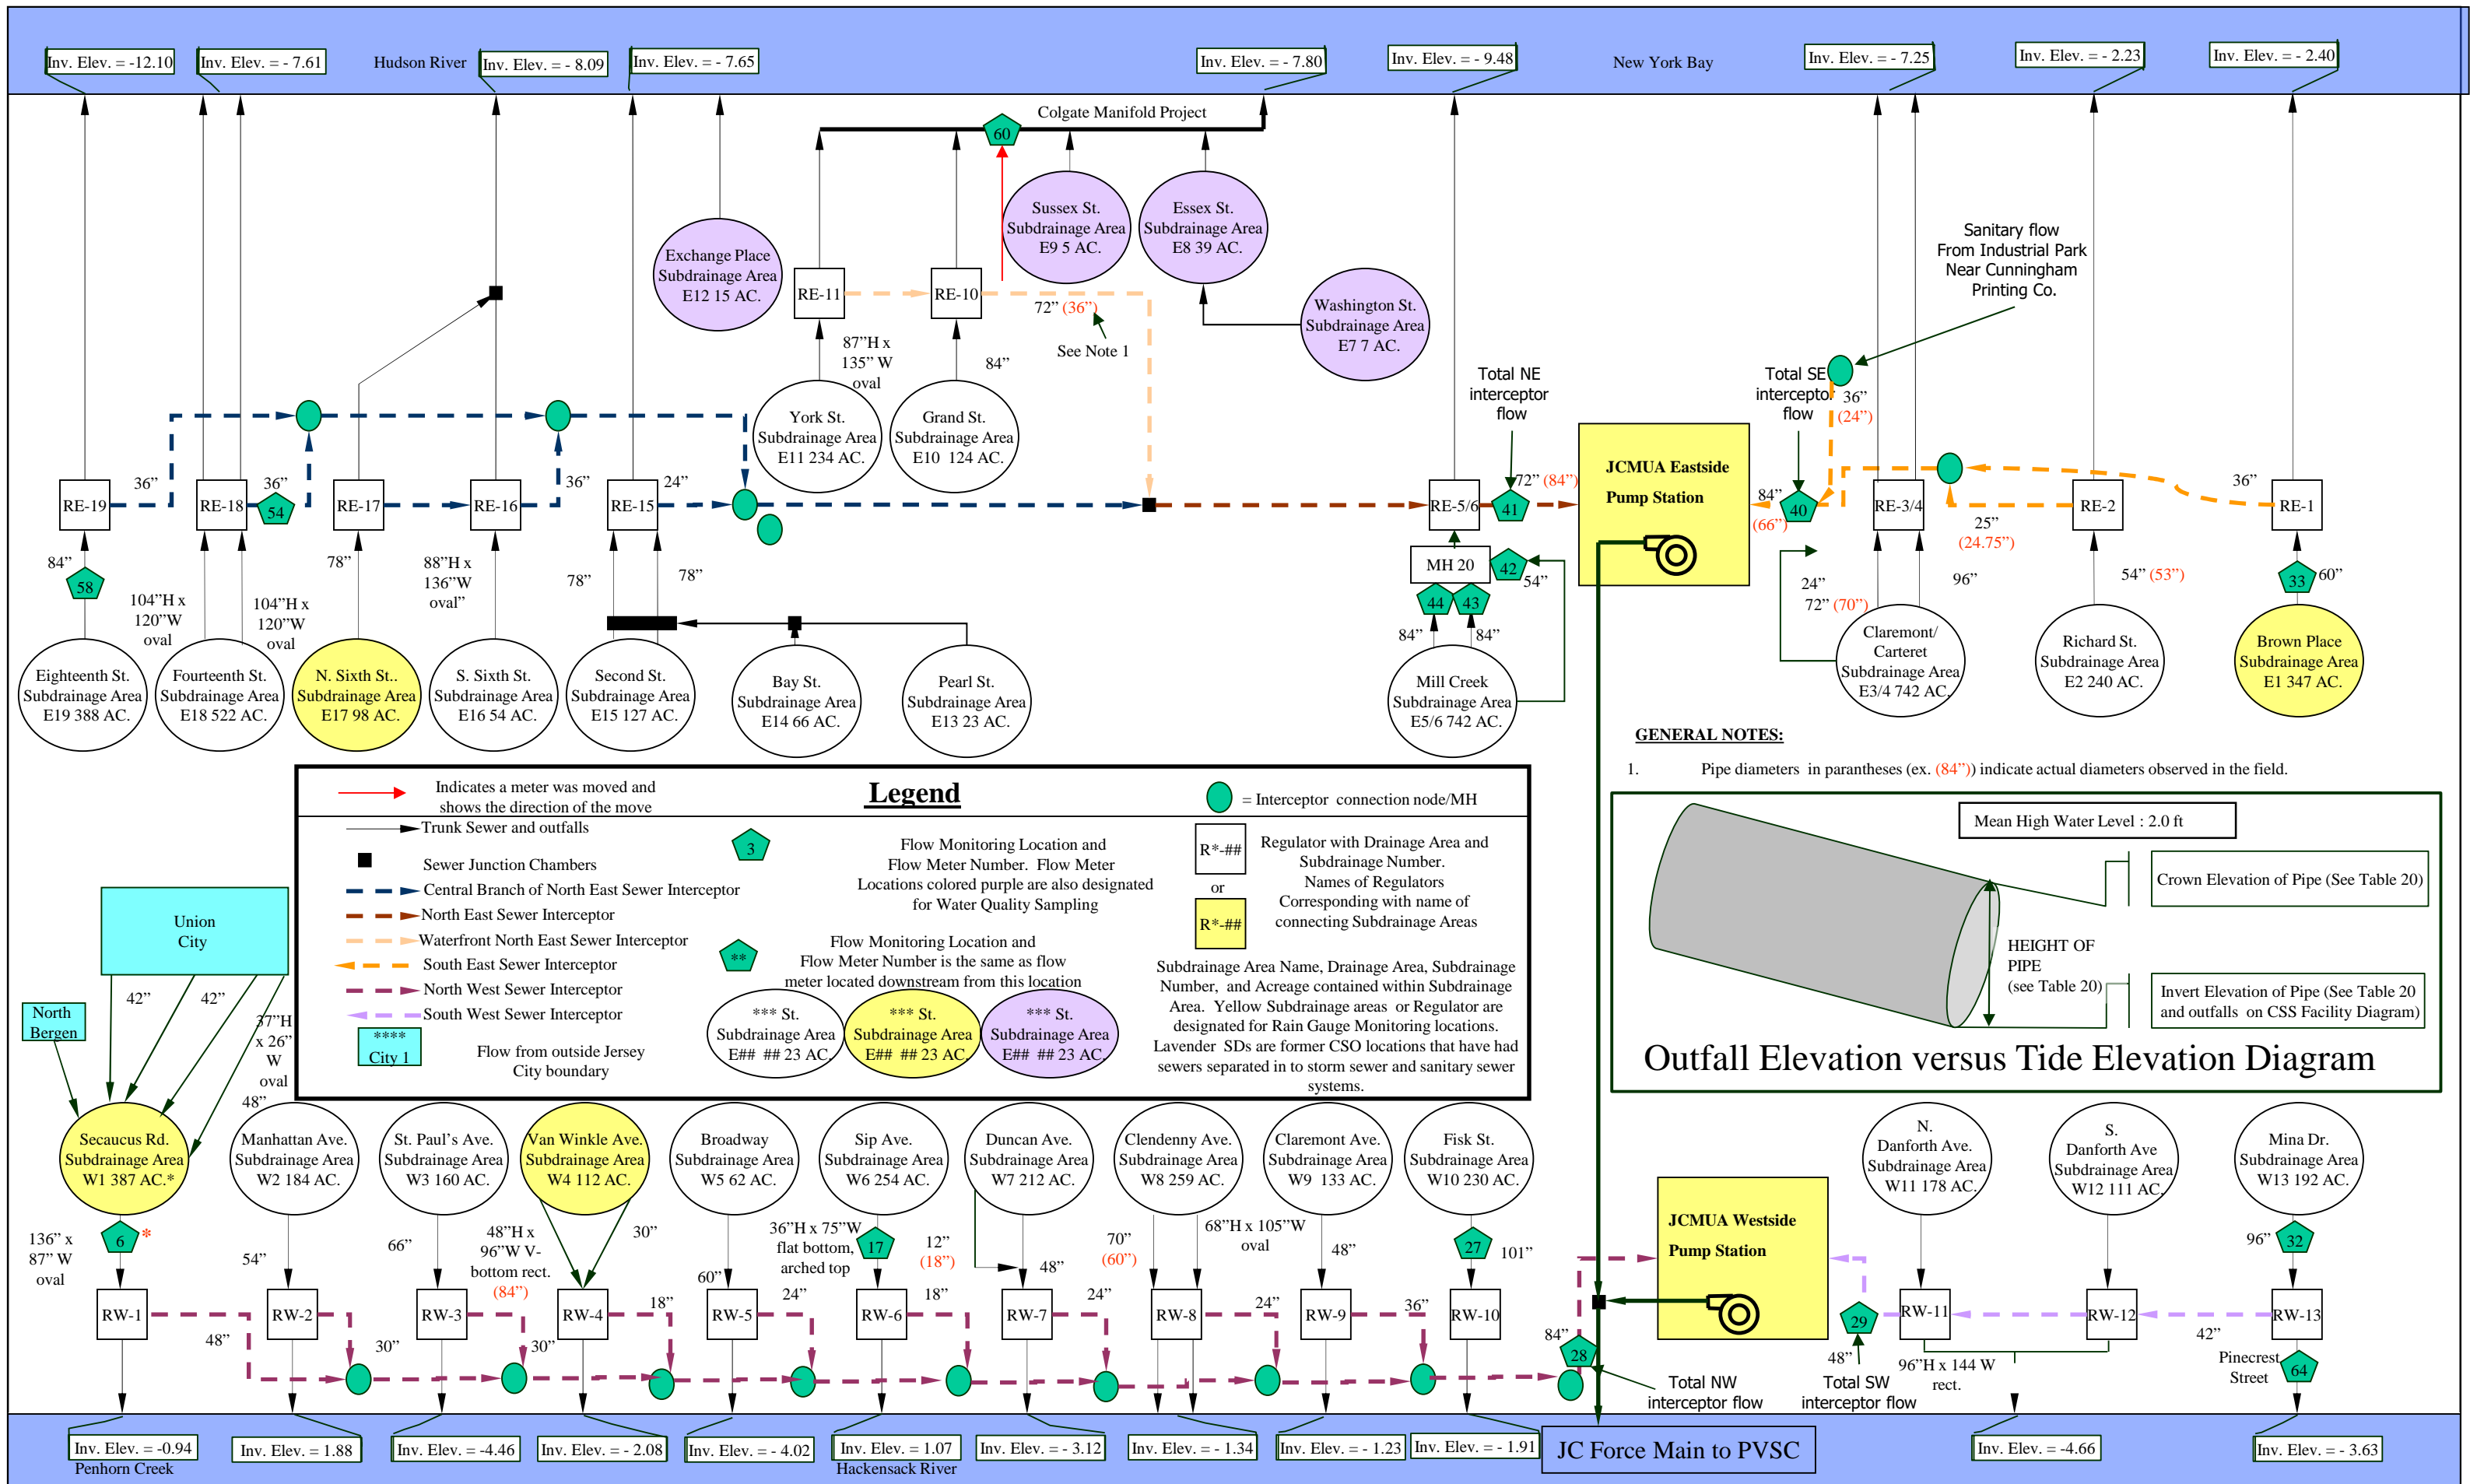 Inv. Elev. = -12.10
Inv. Elev. = - 7.61
Hudson River
Inv. Elev. = - 8.09
Inv. Elev. = - 7.65
Inv. Elev. = - 7.80
Inv. Elev. = - 9.48
New York Bay
Inv. Elev. = - 7.25
Inv. Elev. = - 2.23
Inv. Elev. = - 2.40
Colgate Manifold Project
60
Exchange Place
Subdrainage Area
E12 15 AC.
RE-11
RE-10
Sussex St.
Subdrainage Area
E9 5 AC.
Essex St.
Subdrainage Area
E8 39 AC.
Washington St.
Subdrainage Area
E7 7 AC.
72” (36”)
See Note 1
87”H x
135” W
oval
84”
York St.
Subdrainage Area
E11 234 AC.
Grand St.
Subdrainage Area
E10 124 AC.
Sanitary flow
From Industrial Park
Near Cunningham
Printing Co.
Total NE
interceptor
flow
Total SE
interceptor
flow
36”
(24”)
JCMUA Eastside
Pump Station
RE-19
36”
RE-18
54
36”
RE-17
RE-16
36”
RE-15
24”
RE-5/6
41
72” (84”)
84”
(66”)
40
RE-3/4
RE-2
RE-1
36”
25”
(24.75”)
84”
58
104”H x
120”W
oval
104”H x
120”W
oval
78”
88”H x
136”W
oval”
78”
78”
MH 20
42
54”
44
43
84”
84”
24”
72” (70”)
96”
54” (53”)
33
60”
Eighteenth St.
Subdrainage Area
E19 388 AC.
Fourteenth St.
Subdrainage Area
E18 522 AC.
N. Sixth St..
Subdrainage Area
E17 98 AC.
S. Sixth St.
Subdrainage Area
E16 54 AC.
Second St.
Subdrainage Area
E15 127 AC.
Bay St.
Subdrainage Area
E14 66 AC.
Pearl St.
Subdrainage Area
E13 23 AC.
Mill Creek
Subdrainage Area
E5/6 742 AC.
Claremont/
Carteret
Subdrainage Area
E3/4 742 AC.
Richard St.
Subdrainage Area
E2 240 AC.
Brown Place
Subdrainage Area
E1 347 AC.
GENERAL NOTES:
1. Pipe diameters in parantheses (ex. (84”)) indicate actual diameters observed in the field.
Legend
Indicates a meter was moved and
shows the direction of the move
= Interceptor connection node/MH
Trunk Sewer and outfalls
Sewer Junction Chambers
Central Branch of North East Sewer Interceptor
North East Sewer Interceptor
Waterfront North East Sewer Interceptor
South East Sewer Interceptor
North West Sewer Interceptor
South West Sewer Interceptor
****
City 1
Flow from outside Jersey
City boundary
3
Flow Monitoring Location and
Flow Meter Number. Flow Meter
Locations colored purple are also designated
for Water Quality Sampling
**
Flow Monitoring Location and
Flow Meter Number is the same as flow
meter located downstream from this location
*** St.
Subdrainage Area
E## ## 23 AC.
*** St.
Subdrainage Area
E## ## 23 AC.
*** St.
Subdrainage Area
E## ## 23 AC.
R*-##
or
R*-##
Regulator with Drainage Area and
Subdrainage Number.
Names of Regulators
Corresponding with name of
connecting Subdrainage Areas
Subdrainage Area Name, Drainage Area, Subdrainage
Number, and Acreage contained within Subdrainage
Area. Yellow Subdrainage areas or Regulator are
designated for Rain Gauge Monitoring locations.
Lavender SDs are former CSO locations that have had
sewers separated in to storm sewer and sanitary sewer
systems.
Mean High Water Level : 2.0 ft
Crown Elevation of Pipe (See Table 20)
HEIGHT OF
PIPE
(see Table 20)
Invert Elevation of Pipe (See Table 20
and outfalls on CSS Facility Diagram)
Outfall Elevation versus Tide Elevation Diagram
Union
City
North
Bergen
42”
42”
37”H
x 26”
W
oval
48”
Secaucus Rd.
Subdrainage Area
W1 387 AC.*
Manhattan Ave.
Subdrainage Area
W2 184 AC.
St. Paul's Ave.
Subdrainage Area
W3 160 AC.
Van Winkle Ave.
Subdrainage Area
W4 112 AC.
Broadway
Subdrainage Area
W5 62 AC.
Sip Ave.
Subdrainage Area
W6 254 AC.
Duncan Ave.
Subdrainage Area
W7 212 AC.
Clendenny Ave.
Subdrainage Area
W8 259 AC.
Claremont Ave.
Subdrainage Area
W9 133 AC.
Fisk St.
Subdrainage Area
W10 230 AC.
N.
Danforth Ave.
Subdrainage Area
W11 178 AC.
S.
Danforth Ave
Subdrainage Area
W12 111 AC.
Mina Dr.
Subdrainage Area
W13 192 AC.
136” x
87” W
oval
6
*
54”
66”
48”H x
96”W V-
bottom rect.
(84”)
30”
60”
36”H x 75”W
flat bottom,
arched top
17
12”
(18”)
48”
70”
(60”)
68”H x 105”W
oval
48”
27
101”
JCMUA Westside
Pump Station
32
96”
RW-1
RW-2
RW-3
RW-4
RW-5
RW-6
RW-7
RW-8
RW-9
RW-10
RW-11
RW-12
RW-13
48”
30”
30”
18”
24”
18”
24”
24”
36”
84”
28
Total NW
interceptor flow
29
48”
Total SW
interceptor flow
96”H x 144 W
rect.
42”
Pinecrest
Street
64
Inv. Elev. = -0.94
Penhorn Creek
Inv. Elev. = 1.88
Inv. Elev. = -4.46
Inv. Elev. = - 2.08
Inv. Elev. = - 4.02
Inv. Elev. = 1.07
Hackensack River
Inv. Elev. = - 3.12
Inv. Elev. = - 1.34
Inv. Elev. = - 1.23
Inv. Elev. = - 1.91
JC Force Main to PVSC
Inv. Elev. = -4.66
Inv. Elev. = - 3.63